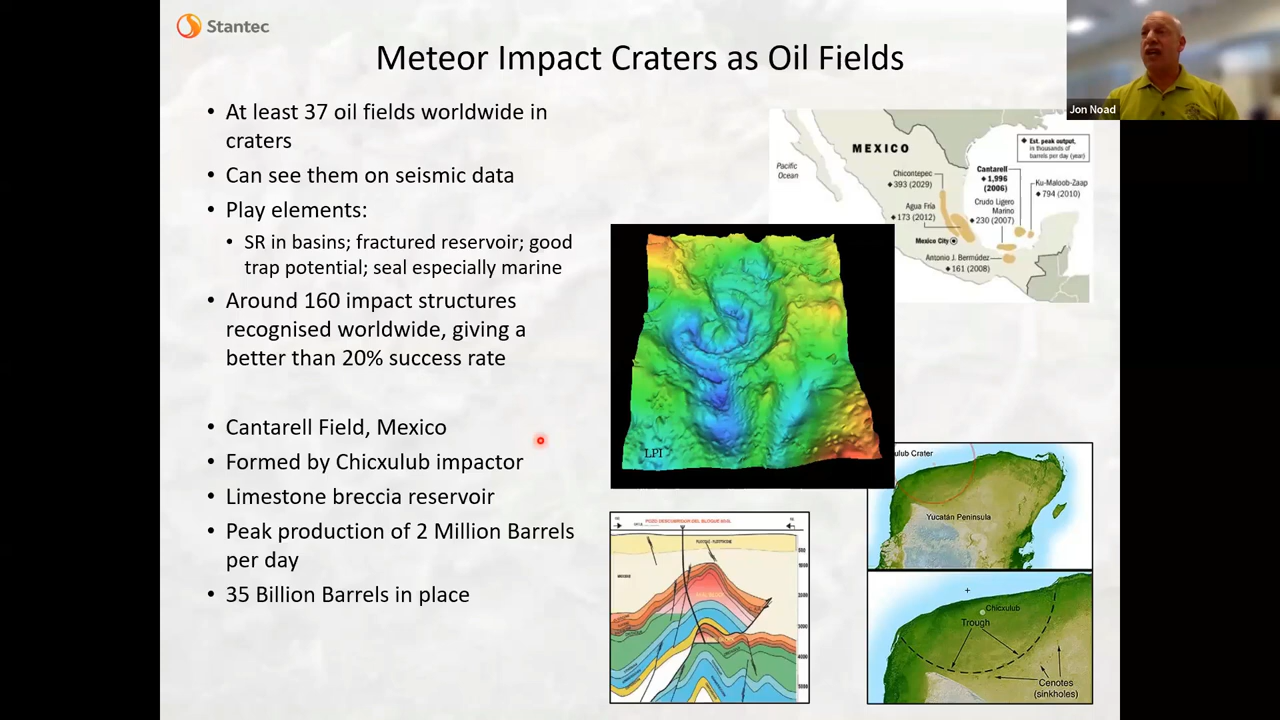 Stantec
Meteor Impact Craters as Oil Fields
Jon Noad
• At least 37 oil fields worldwide in
craters
• Can see them on seismic data
• Play elements:
• SR in basins; fractured reservoir; good
trap potential; seal especially marine
• Around 160 impact structures
recognised worldwide, giving a
better than 20% success rate
• Cantarell Field, Mexico
• Formed by Chicxulub impactor
• Limestone breccia reservoir
• Peak production of 2 Million Barrels
per day
• 35 Billion Barrels in place
MEXICO
Pacific
Ocean
◆ Est. peak output,
in thousands of
barrels per day (year)
Chicontepec
◆ 393 (2029)
Cantarell
◆ 1,996
(2006)
Ku-Maloob-Zaap
◆ 794 (2010)
Agua Fría
◆ 173 (2012)
Crudo Ligero
Marino
◆ 230 (2007)
Mexico City
Antonio J. Bermúdez
◆ 161 (2008)
LPI
ulub Crater
Yucatán Peninsula
Chicxulub
Trough
Cenotes
(sinkholes)